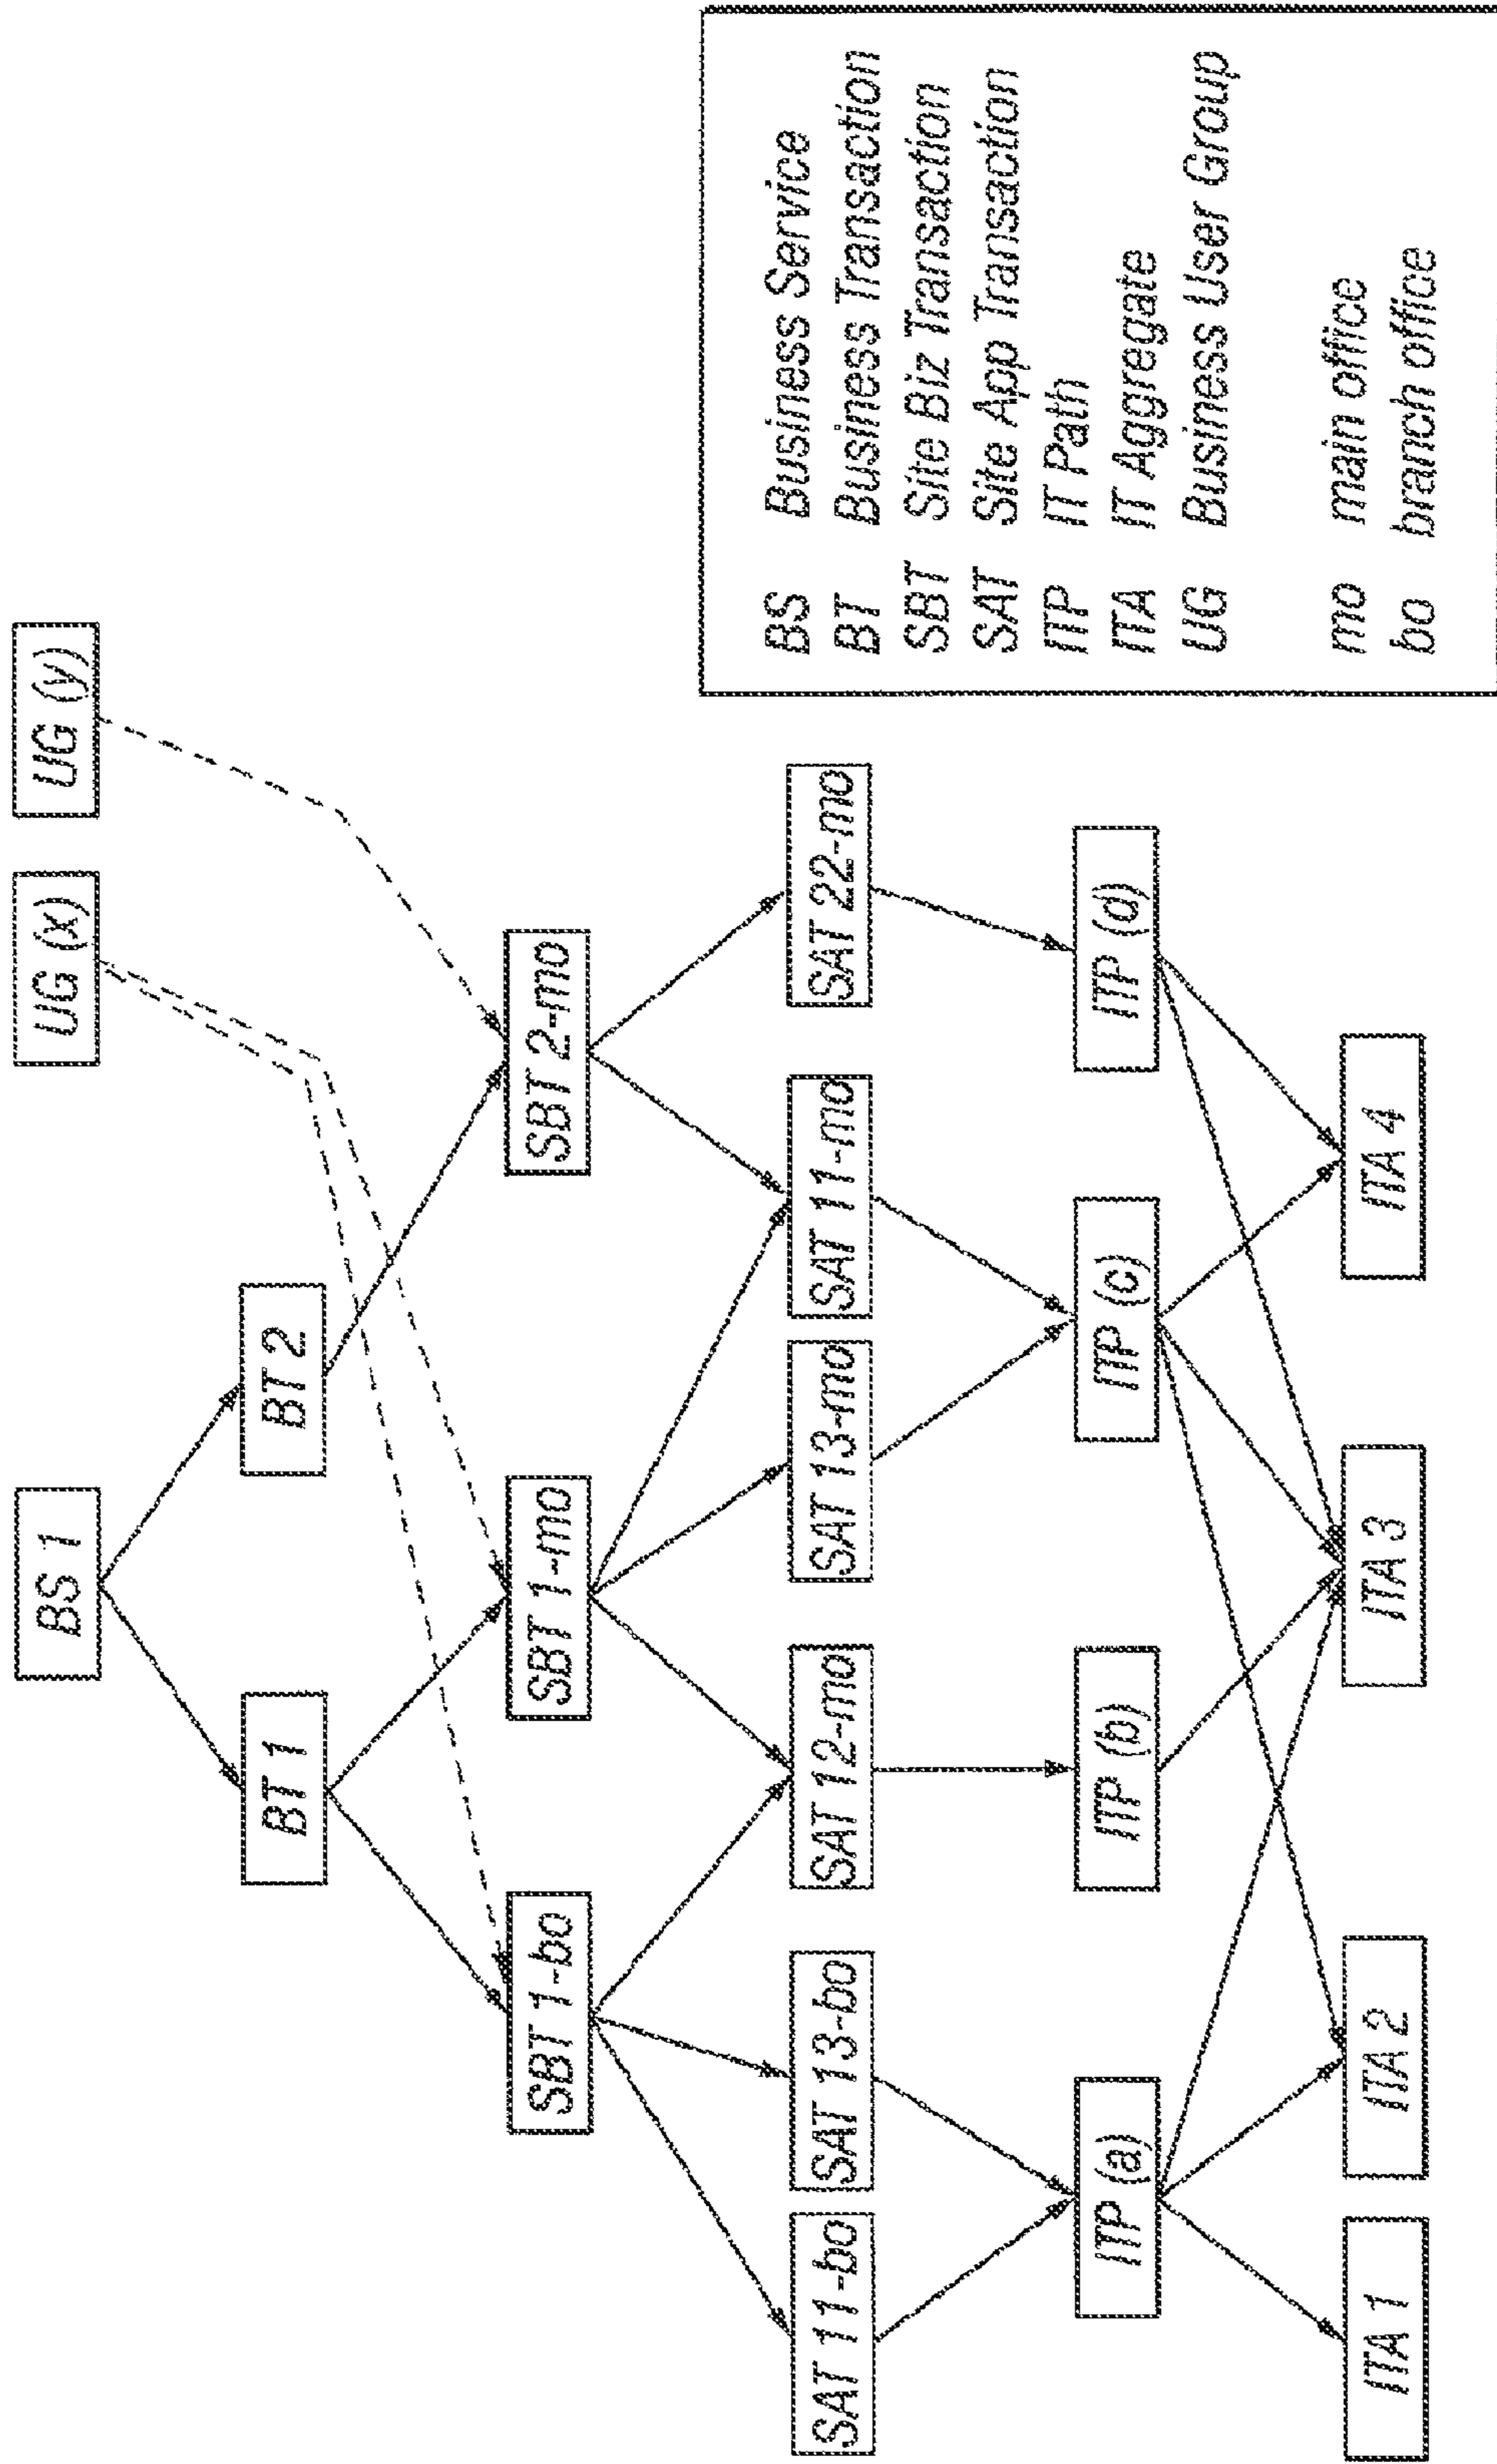 BS 1
UG (x)
UG (y)
BT 1
BT 2
SBT 1-bo
SBT 1-mo
SBT 2-mo
SAT 11-bo
SAT 13-bo
SAT 12-mo
SAT 13-mo
SAT 11-mo
SAT 22-mo
ITP (a)
ITP (b)
ITP (c)
ITP (d)
ITA 1
ITA 2
ITA 3
ITA 4
BS Business Service
BT Business Transaction
SBT Site Biz Transaction
SAT Site App Transaction
ITP IT Path
ITA IT Aggregate
UG Business User Group
mo main office
bo branch office